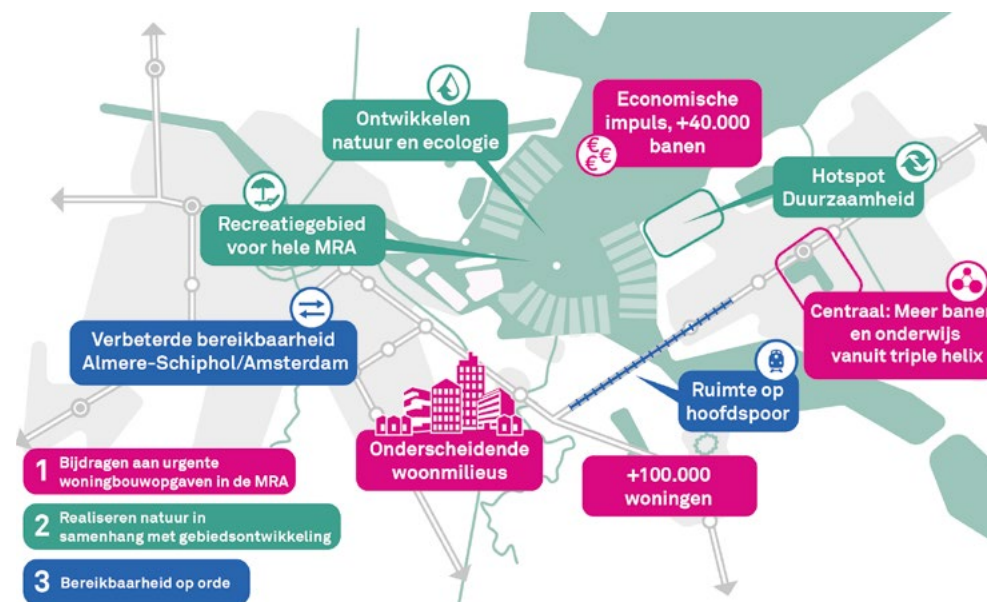 Ontwikkelen
natuur en ecologie
Economische
impuls, +40.000
banen
€
€
€
Hotspot
Duurzaamheid
Recreatiegebied
voor hele MRA
Centraal: Meer banen
en onderwijs
vanuit triple helix
Verbeterde bereikbaarheid
Almere-Schiphol/Amsterdam
Ruimte op
hoofdspoor
Onderscheidende
woonmilieus
+100.000
woningen
1 Bijdragen aan urgente
woningbouwopgaven in de MRA
2 Realiseren natuur in
samenhang met gebiedsontwikkeling
3 Bereikbaarheid op orde